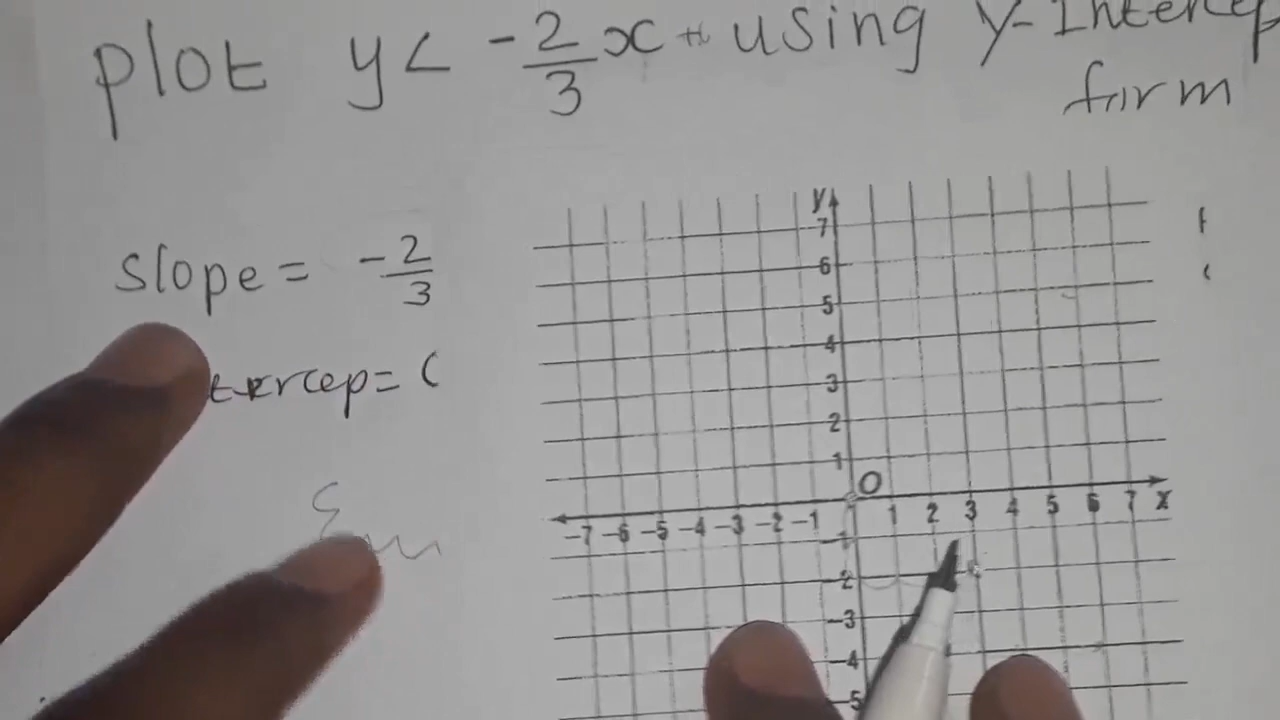 plot y< -2/3 x + using y-Intercep
form
slope = -2/3
tercep= (
y
7
6
5
4
3
2
1
O
-7 -6 -5 -4 -3 -2 -1 1 2 3 4 5 6 7 x
-1
-2
-3
-4
-5